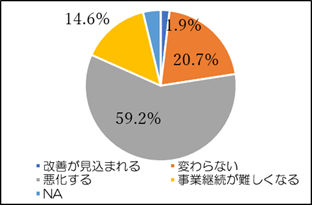 14.6%
1.9%
20.7%
59.2%
改善が見込まれる 変わらない
悪化する 事業継続が難しくなる
NA